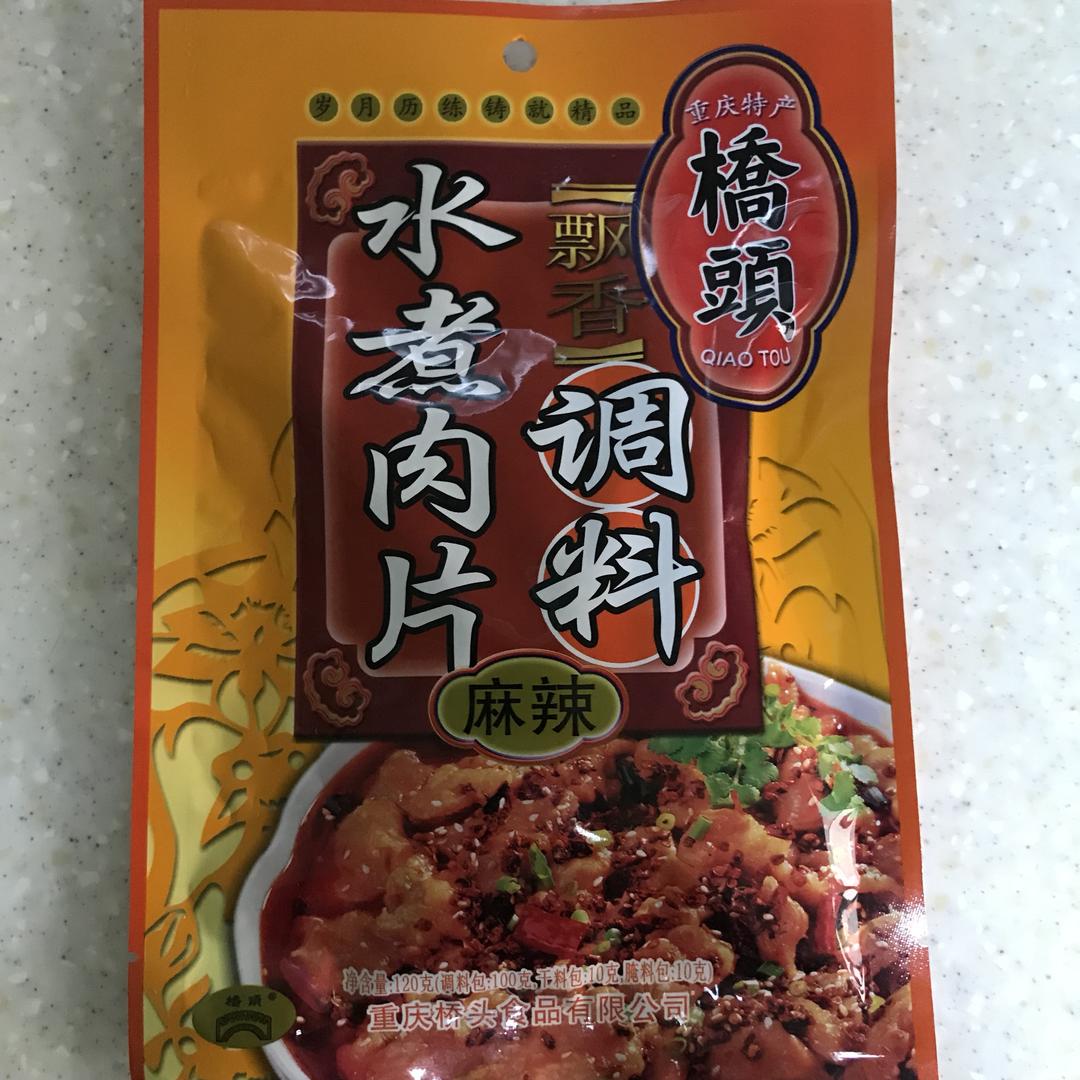 岁月历练铸就精品
重庆特产
橋頭
QIAO TOU
飘香
水煮肉片
调料
麻辣
净含量:120克(调料包:100克,干料包:10克,腌料包:10克)
重庆桥头食品有限公司
橋頭®